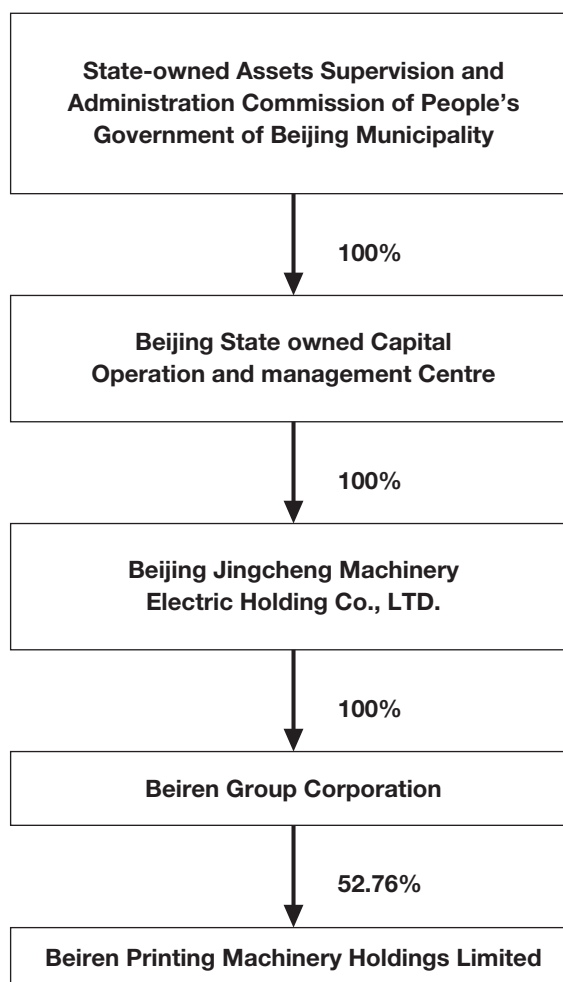 State-owned Assets Supervision and
Administration Commission of People's
Government of Beijing Municipality
100%
Beijing State owned Capital
Operation and management Centre
100%
Beijing Jingcheng Machinery
Electric Holding Co., LTD.
100%
Beiren Group Corporation
52.76%
Beiren Printing Machinery Holdings Limited